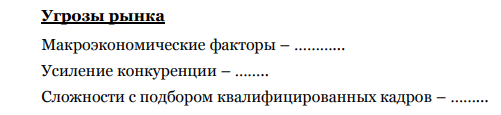 Угрозы рынка
Макроэкономические факторы – ............
Усиление конкуренции – ........
Сложности с подбором квалифицированных кадров – .........